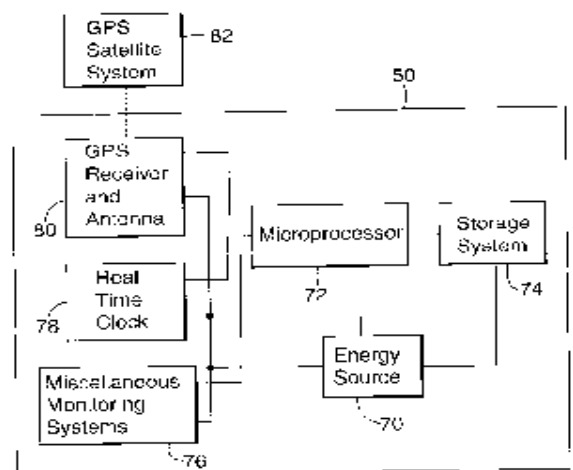 GPS
Satellite
System
82
50
GPS
Receiver
and
Antenna
80
Microprocessor
72
Storage
System
74
Real
Time
Clock
78
Energy
Source
70
Miscellaneous
Monitoring
Systems
76